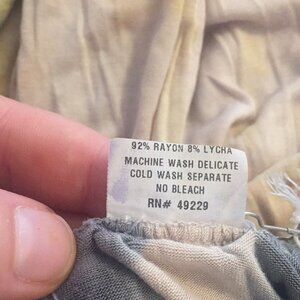 92% RAYON 8% LYCRA
MACHINE WASH DELICATE
COLD WASH SEPARATE
NO BLEACH
RN# 49229